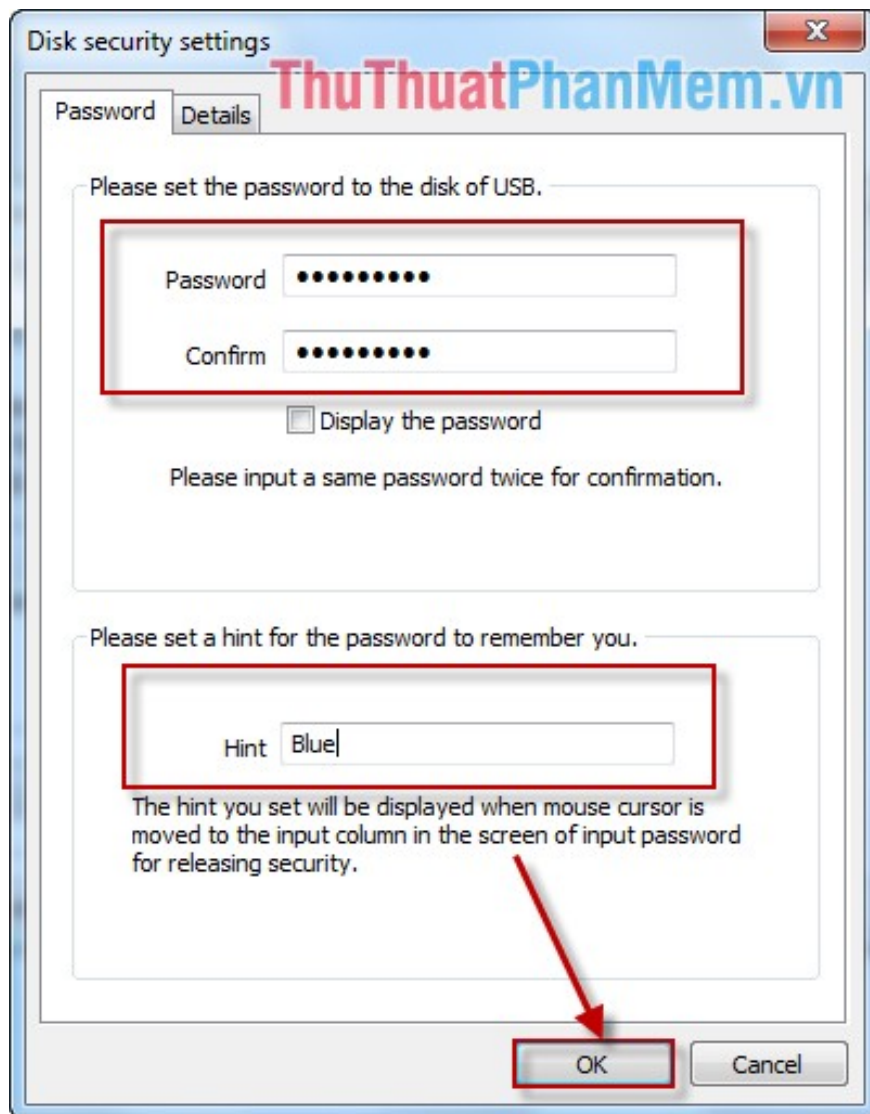 Disk security settings
ThuThuatPhanMem.vn
Password Details
Please set the password to the disk of USB.
Password •••••••••
Confirm •••••••••
Display the password
Please input a same password twice for confirmation.
Please set a hint for the password to remember you.
Hint Blue
The hint you set will be displayed when mouse cursor is
moved to the input column in the screen of input password
for releasing security.
OK Cancel